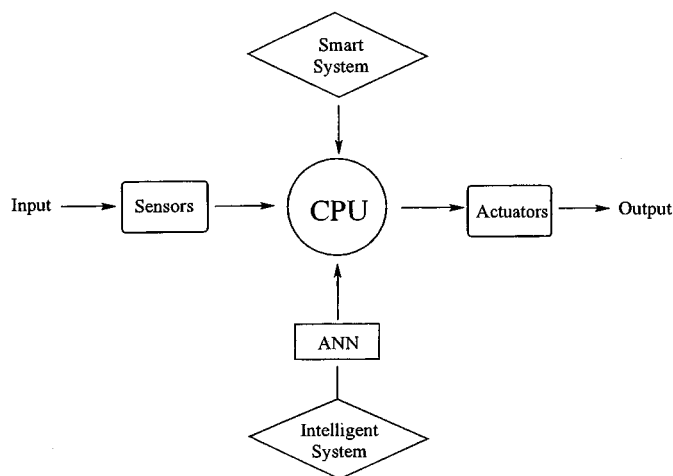 Smart
System
Input
Sensors
CPU
Actuators
Output
ANN
Intelligent
System